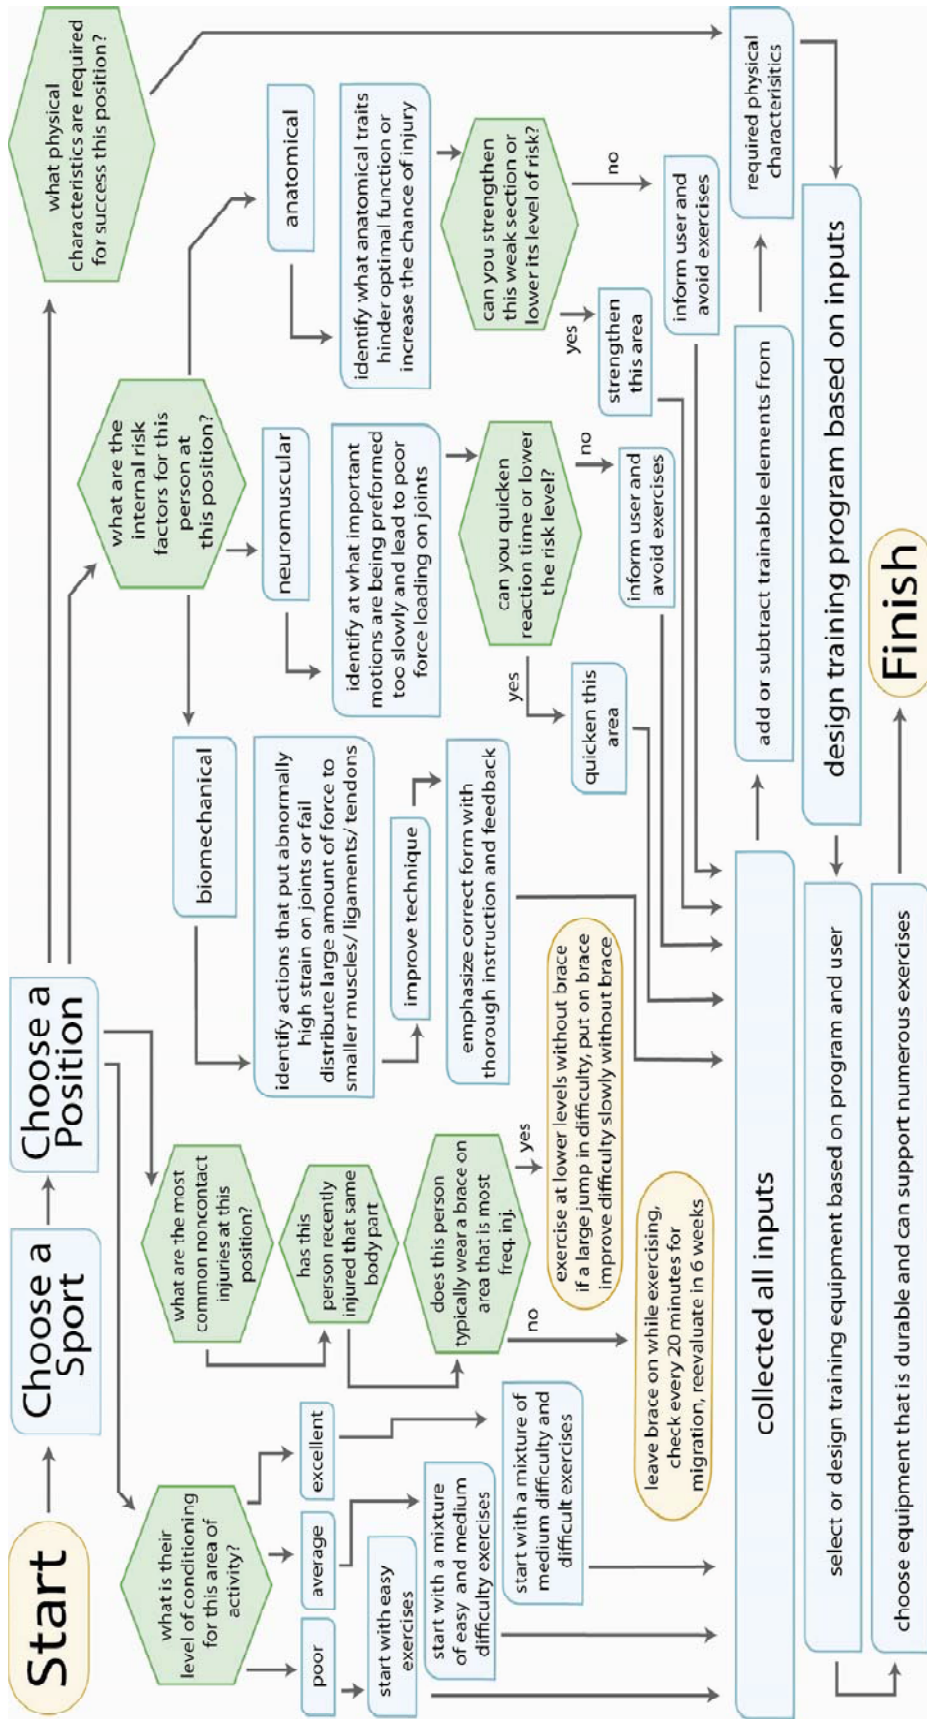 Start
Choose a
Sport
Choose a
Position
what physical
characteristics are required
for success this position?
what are the
internal risk
factors for this
person at
this position?
what are the most
common noncontact
injuries at this
position?
What is their
level of conditioning
for this area of
activity?
poor
average
excellent
start with easy
exercises
start with a mixture
of easy and medium
difficulty exercises
start with a mixture of
medium difficulty and
difficult exercises
has this
person recently
injured that same
body part
does this person
typically wear a brace on
area that is most
freq. inj.
no
yes
leave brace on while exercising,
check every 20 minutes for
migration, reevaluate in 6 weeks
exercise at lower levels without brace
if a large jump in difficulty, put on brace
improve difficulty slowly without brace
biomechanical
identify actions that put abnormally
high strain on joints or fail
distribute large amount of force to
smaller muscles/ ligaments/ tendons
improve technique
emphasize correct form with
thorough instruction and feedback
neuromuscular
identify at what important
motions are being preformed
too slowly and lead to poor
force loading on joints
can you quicken
reaction time or lower
the risk level?
yes
no
quicken this
area
inform user and
avoid exercises
anatomical
identify what anatomical traits
hinder optimal function or
increase the chance of injury
can you strengthen
this weak section or
lower its level of risk?
yes
no
strengthen
this area
inform user and
avoid exercises
collected all inputs
add or subtract trainable elements from
required physical
characterisitics
design training program based on inputs
select or design training equipment based on program and user
choose equipment that is durable and can support numerous exercises
Finish